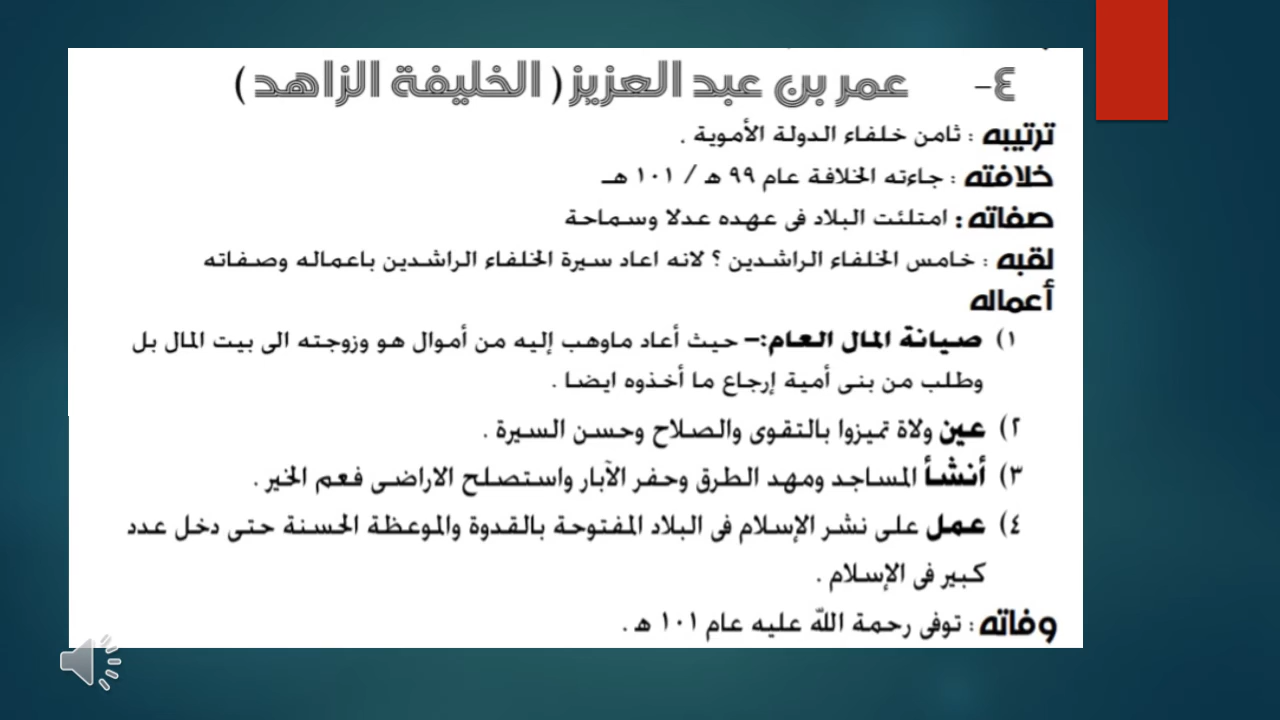 ٤- عمر بن عبد العزيز ( الخليفة الزاهد )
ترتيبه : ثامن خلفاء الدولة الأموية .
خلافته : جاءته الخلافة عام ٩٩ هـ / ١٠١ هـ
صفاته : امتلئت البلاد فى عهده عدلا وسماحة
لقبه : خامس الخلفاء الراشدين ؟ لانه اعاد سيرة الخلفاء الراشدين باعماله وصفاته
أعماله
١) صيانة المال العام :- حيث أعاد ماوهب إليه من أموال هو وزوجته الى بيت المال بل
وطلب من بنى أمية إرجاع ما أخذوه ايضا .
٢) عين ولاة تميزوا بالتقوى والصلاح وحسن السيرة .
٣) أنشأ المساجد ومهد الطرق وحفر الآبار واستصلح الاراضى فعم الخير .
٤) عمل على نشر الإسلام فى البلاد المفتوحة بالقدوة والموعظة الحسنة حتى دخل عدد
كبير فى الإسلام .
وفاته : توفى رحمة الله عليه عام ١٠١ هـ .